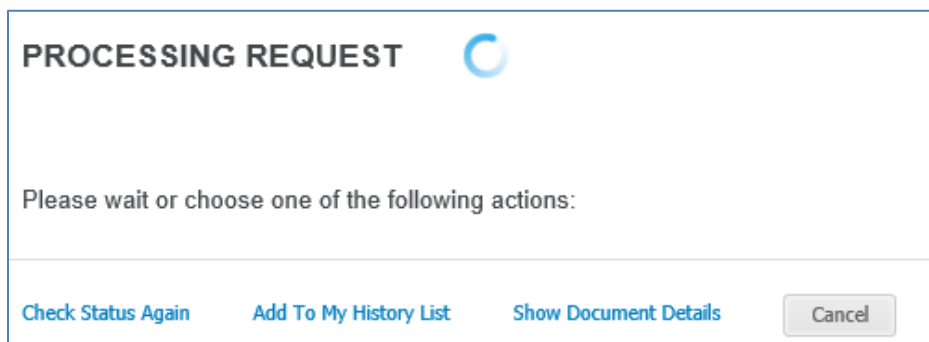 PROCESSING REQUEST
Please wait or choose one of the following actions:
Check Status Again Add To My History List Show Document Details Cancel